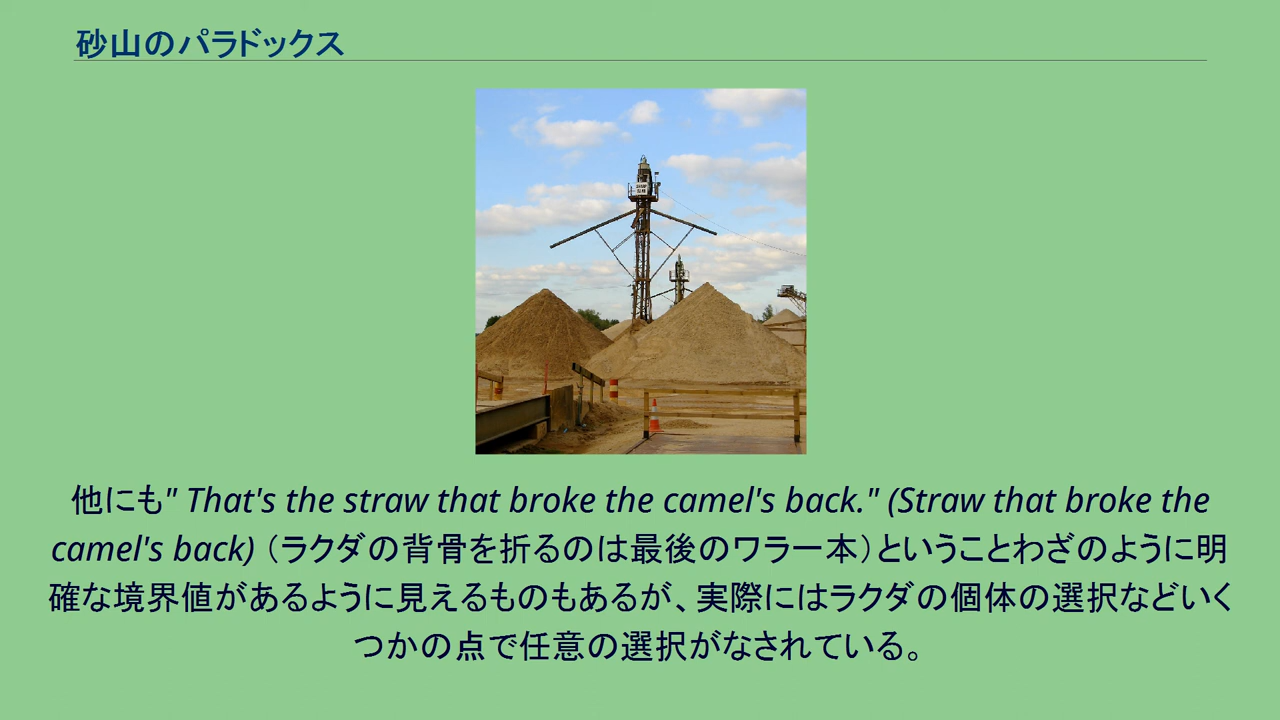 砂山のパラドックス
他にも" That's the straw that broke the camel's back." (Straw that broke the
camel's back)（ラクダの背骨を折るのは最後のワラ一本）ということわざのように明
確な境界値があるように見えるものもあるが、実際にはラクダの個体の選択などいく
つかの点で任意の選択がなされている。